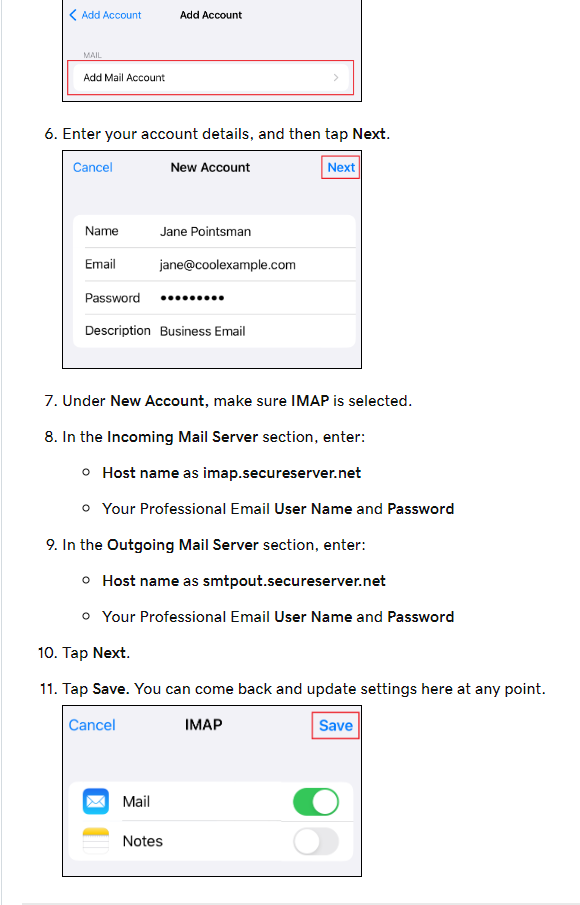 Add Account Add Account
MAIL
Add Mail Account
6. Enter your account details, and then tap Next.
Cancel New Account Next
Name Jane Pointsman
Email jane@coolexample.com
Password •••••••••
Description Business Email
7. Under New Account, make sure IMAP is selected.
8. In the Incoming Mail Server section, enter:
Host name as imap.secureserver.net
Your Professional Email User Name and Password
9. In the Outgoing Mail Server section, enter:
Host name as smtpout.secureserver.net
Your Professional Email User Name and Password
10. Tap Next.
11. Tap Save. You can come back and update settings here at any point.
Cancel IMAP Save
Mail
Notes